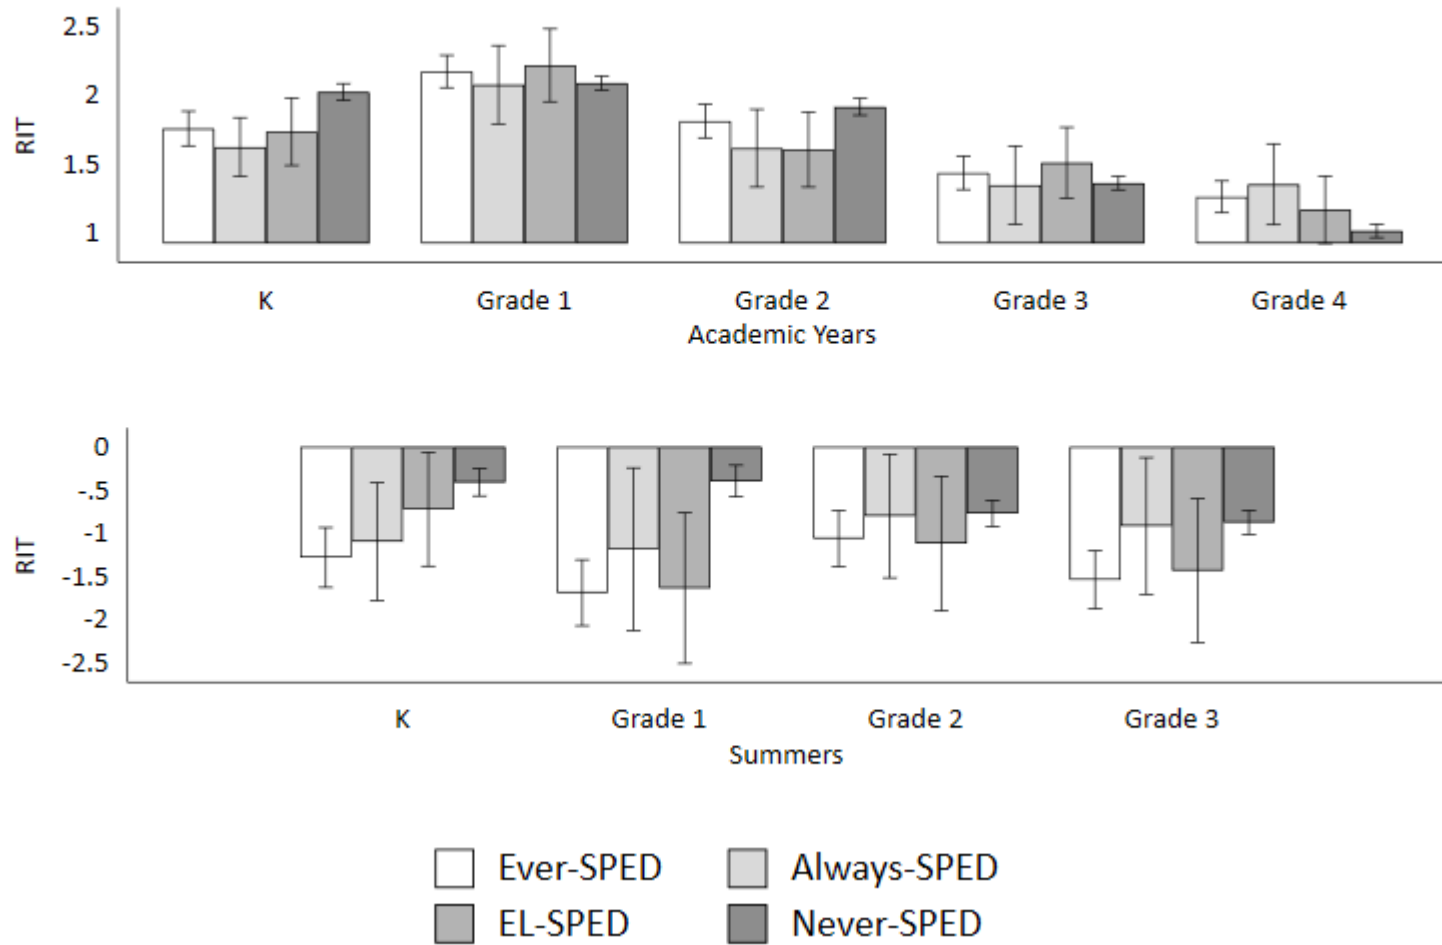 2.5
2
1.5
1
RIT
K Grade 1 Grade 2 Grade 3 Grade 4
Academic Years
0
-.5
-1
-1.5
-2
-2.5
RIT
K Grade 1 Grade 2 Grade 3
Summers
Ever-SPED Always-SPED
EL-SPED Never-SPED